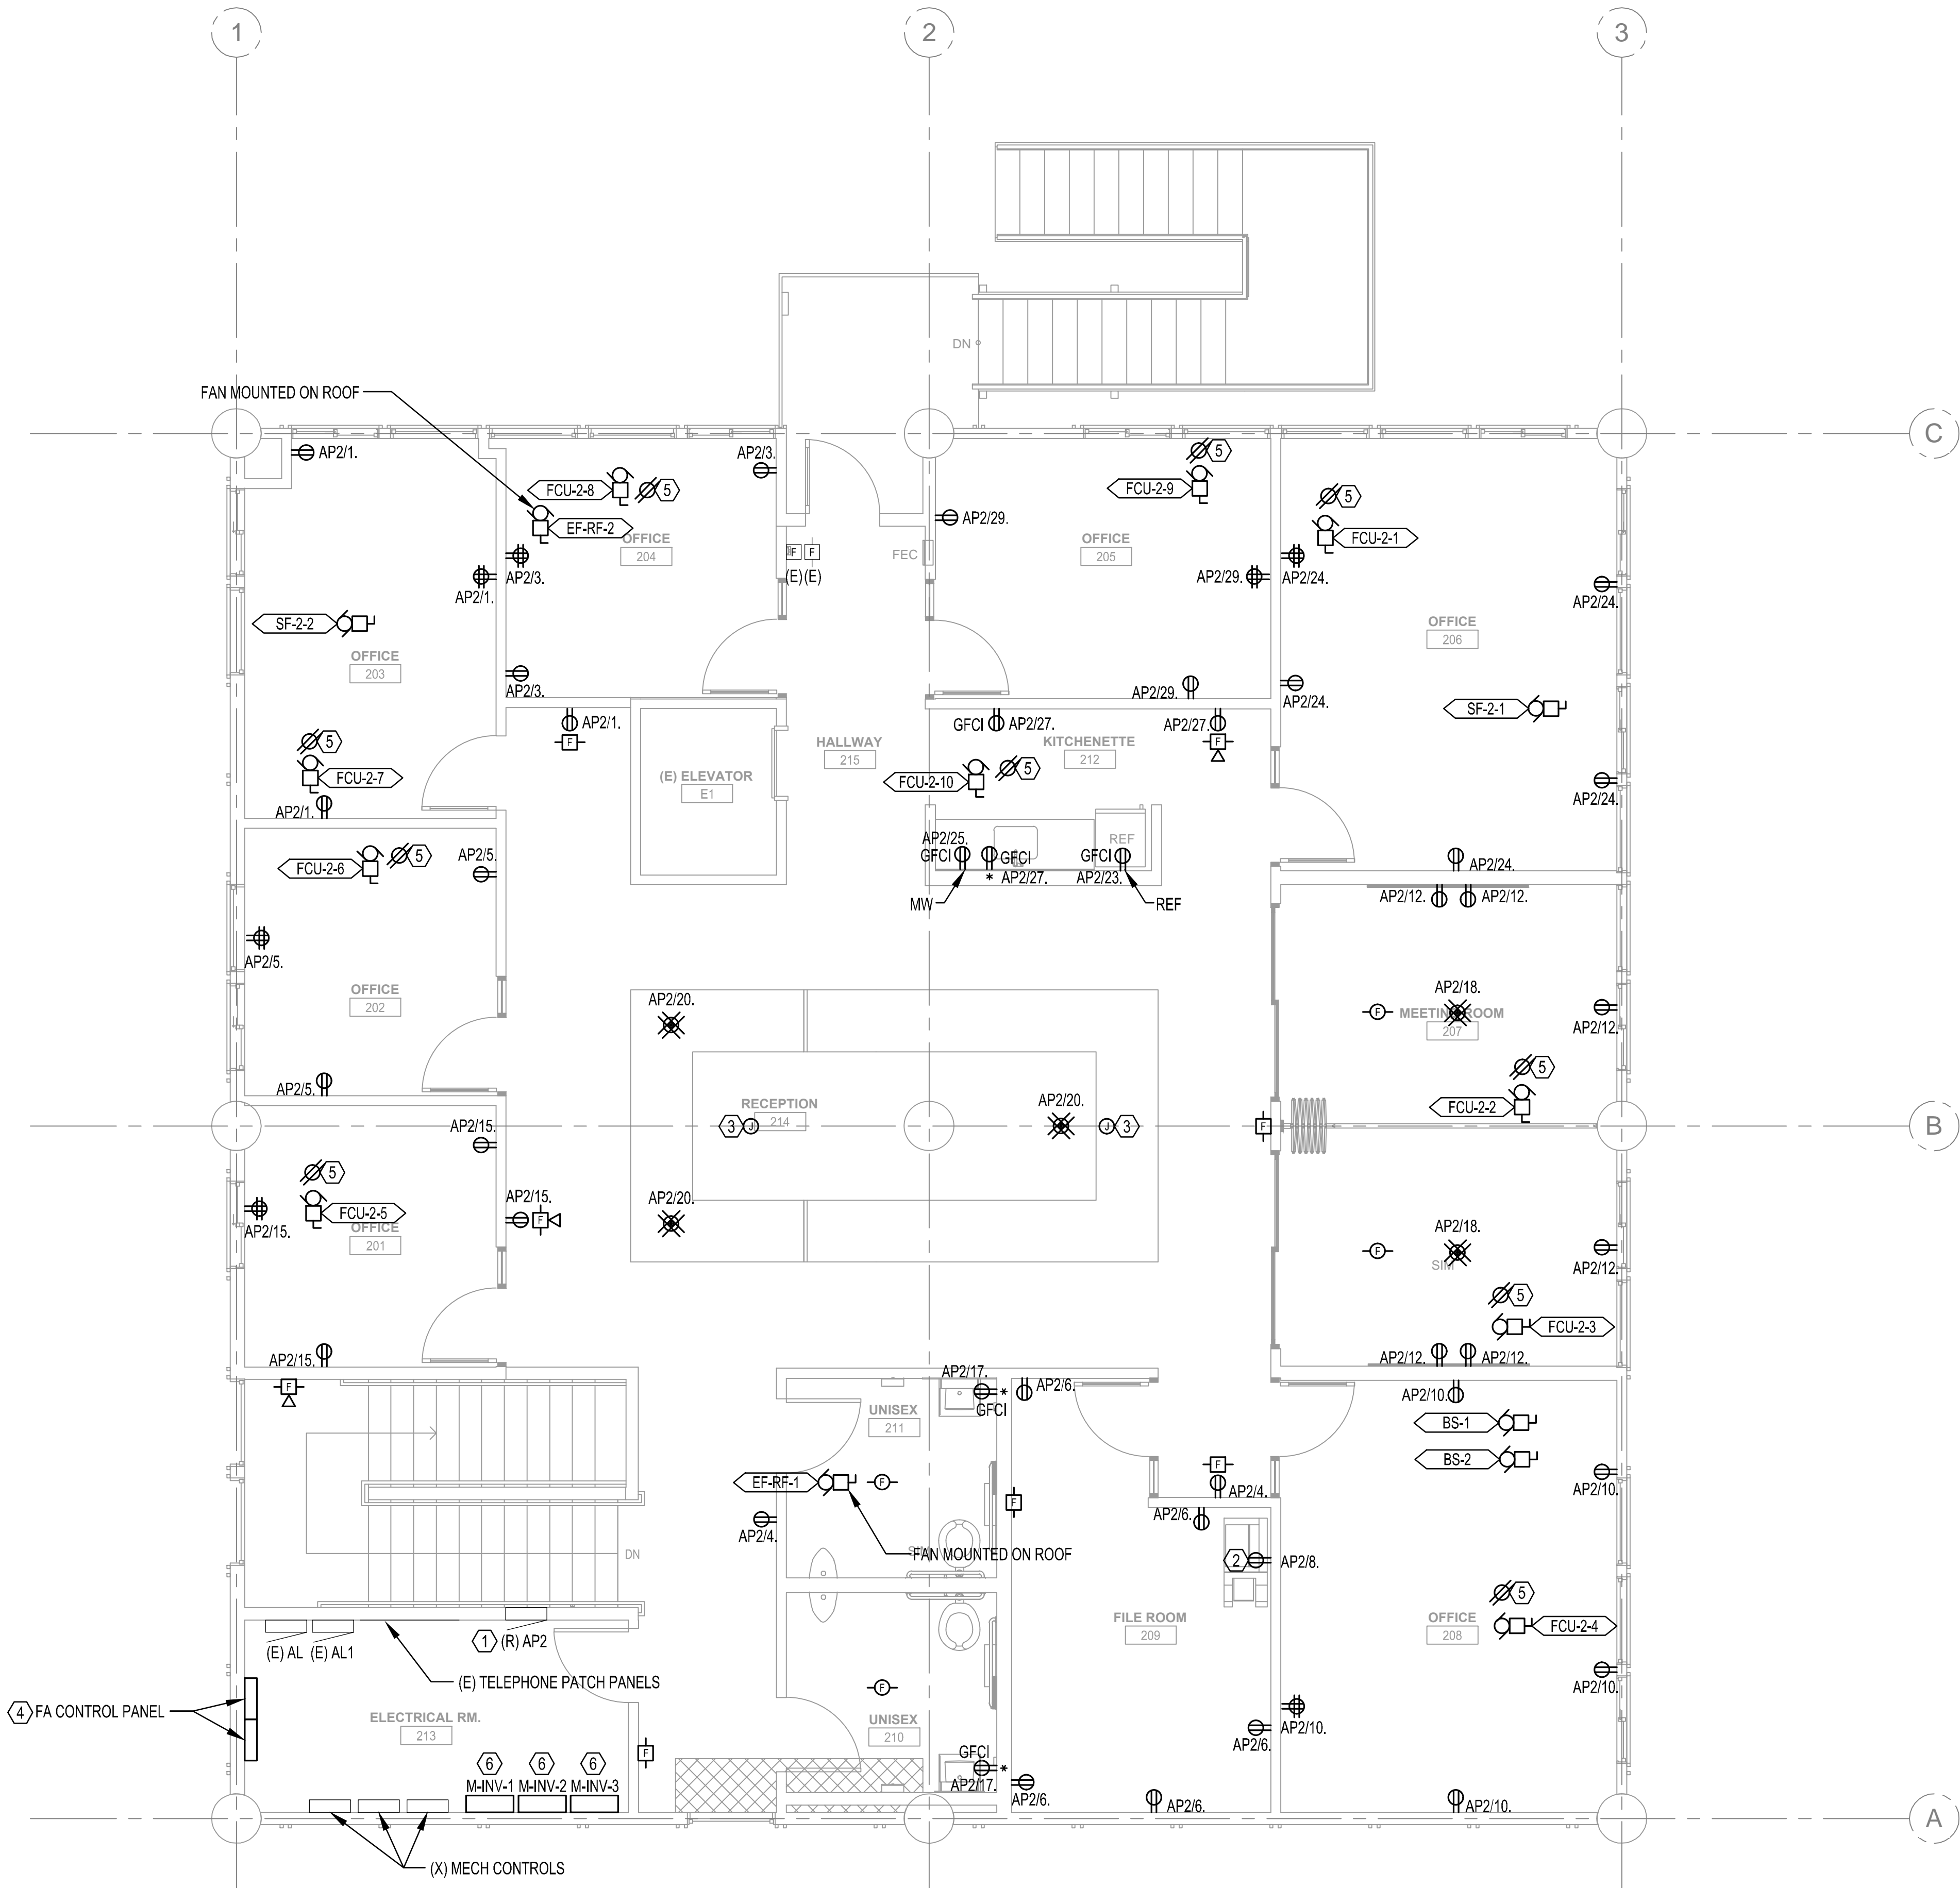 1
2
3
DN
FAN MOUNTED ON ROOF
C
AP2/1.
AP2/3.
5
5
FCU-2-8
5
FCU-2-9
5
EF-RF-2
AP2/29.
OFFICE
204
FEC
OFFICE
205
FCU-2-1
F
F
(E)
(E)
AP2/3.
AP2/1.
AP2/29.
AP2/24.
AP2/24.
SF-2-2
OFFICE
203
OFFICE
206
AP2/3.
AP2/29.
AP2/24.
SF-2-1
AP2/1.
F
GFCI
AP2/27.
AP2/27.
F
HALLWAY
215
KITCHENETTE
212
5
FCU-2-7
(E) ELEVATOR
E1
FCU-2-10
5
AP2/24.
AP2/1.
AP2/25.
REF
FCU-2-6
5
AP2/5.
GFCI
GFCI
GFCI
*
AP2/27.
AP2/23.
AP2/24.
MW
REF
AP2/12.
AP2/12.
AP2/5.
OFFICE
202
AP2/20.
AP2/18.
F
MEETING ROOM
207
AP2/12.
AP2/5.
5
FCU-2-2
RECEPTION
214
AP2/20.
3
J
J
3
F
B
AP2/15.
5
AP2/15.
AP2/20.
FCU-2-5
F
AP2/15.
OFFICE
201
AP2/18.
F
SIM
AP2/12.
5
FCU-2-3
AP2/15.
AP2/12.
AP2/12.
F
AP2/17.
*
GFCI
AP2/6.
AP2/10.
UNISEX
211
BS-1
BS-2
EF-RF-1
F
F
F
AP2/4.
AP2/10.
AP2/4.
AP2/6.
FAN MOUNTED ON ROOF
DN
2
AP2/8.
5
FILE ROOM
209
OFFICE
208
FCU-2-4
(E) AL
(E) AL1
1
(R) AP2
(E) TELEPHONE PATCH PANELS
F
AP2/10.
4
FA CONTROL PANEL
ELECTRICAL RM.
213
UNISEX
210
AP2/6.
AP2/10.
F
GFCI
*
6
6
6
M-INV-1
M-INV-2
M-INV-3
AP2/17.
AP2/6.
AP2/6.
AP2/10.
A
(X) MECH CONTROLS